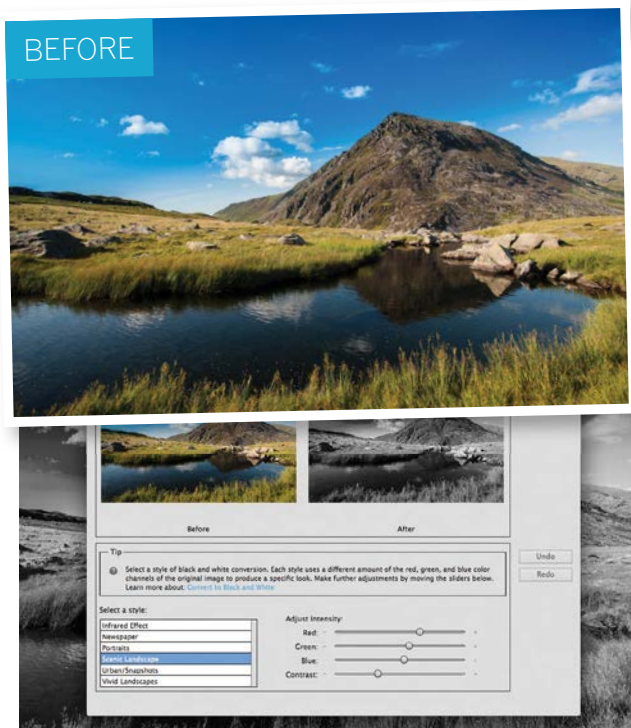 BEFORE
Before
After
Tip
Select a style of black and white conversion. Each style uses a different amount of the red, green, and blue color
channels of the original image to produce a specific look. Make further adjustments by moving the sliders below.
Learn more about: Convert to Black and White
Undo
Redo
Select a style:
Infrared Effect
Newspaper
Portraits
Scenic Landscape
Urban/Snapshots
Vivid Landscapes
Adjust Intensity:
Red:
Green:
Blue:
Contrast: